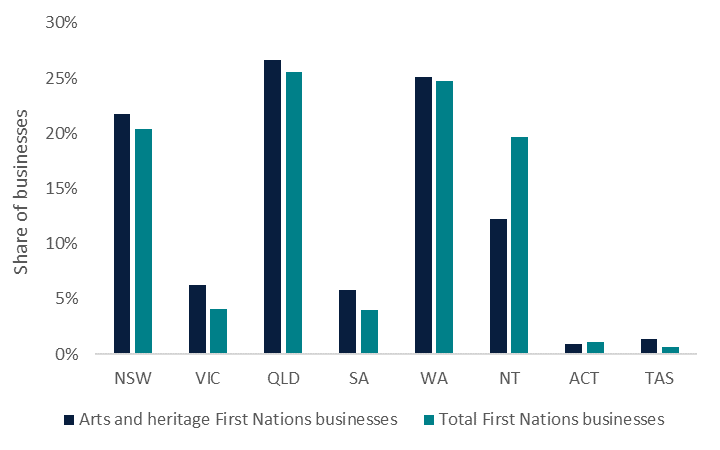 30%
25%
20%
15%
10%
5%
0%
Share of businesses
NSW VIC QLD SA WA NT ACT TAS
Arts and heritage First Nations businesses Total First Nations businesses